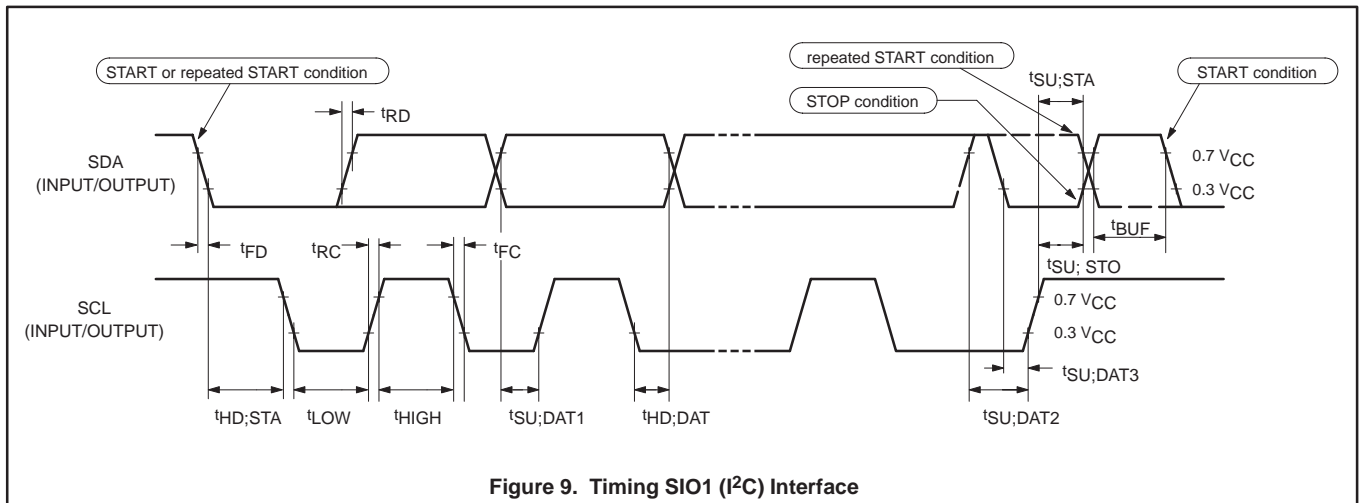 START or repeated START condition
repeated START condition
tSU;STA
START condition
STOP condition
tRD
SDA
(INPUT/OUTPUT)
0.7 VCC
0.3 VCC
tBUF
tFD
tRC
tFC
tSU; STO
SCL
(INPUT/OUTPUT)
0.7 VCC
0.3 VCC
tSU;DAT3
tHD;STA
tLOW
tHIGH
tSU;DAT1
tHD;DAT
tSU;DAT2
Figure 9. Timing SIO1 (I2C) Interface